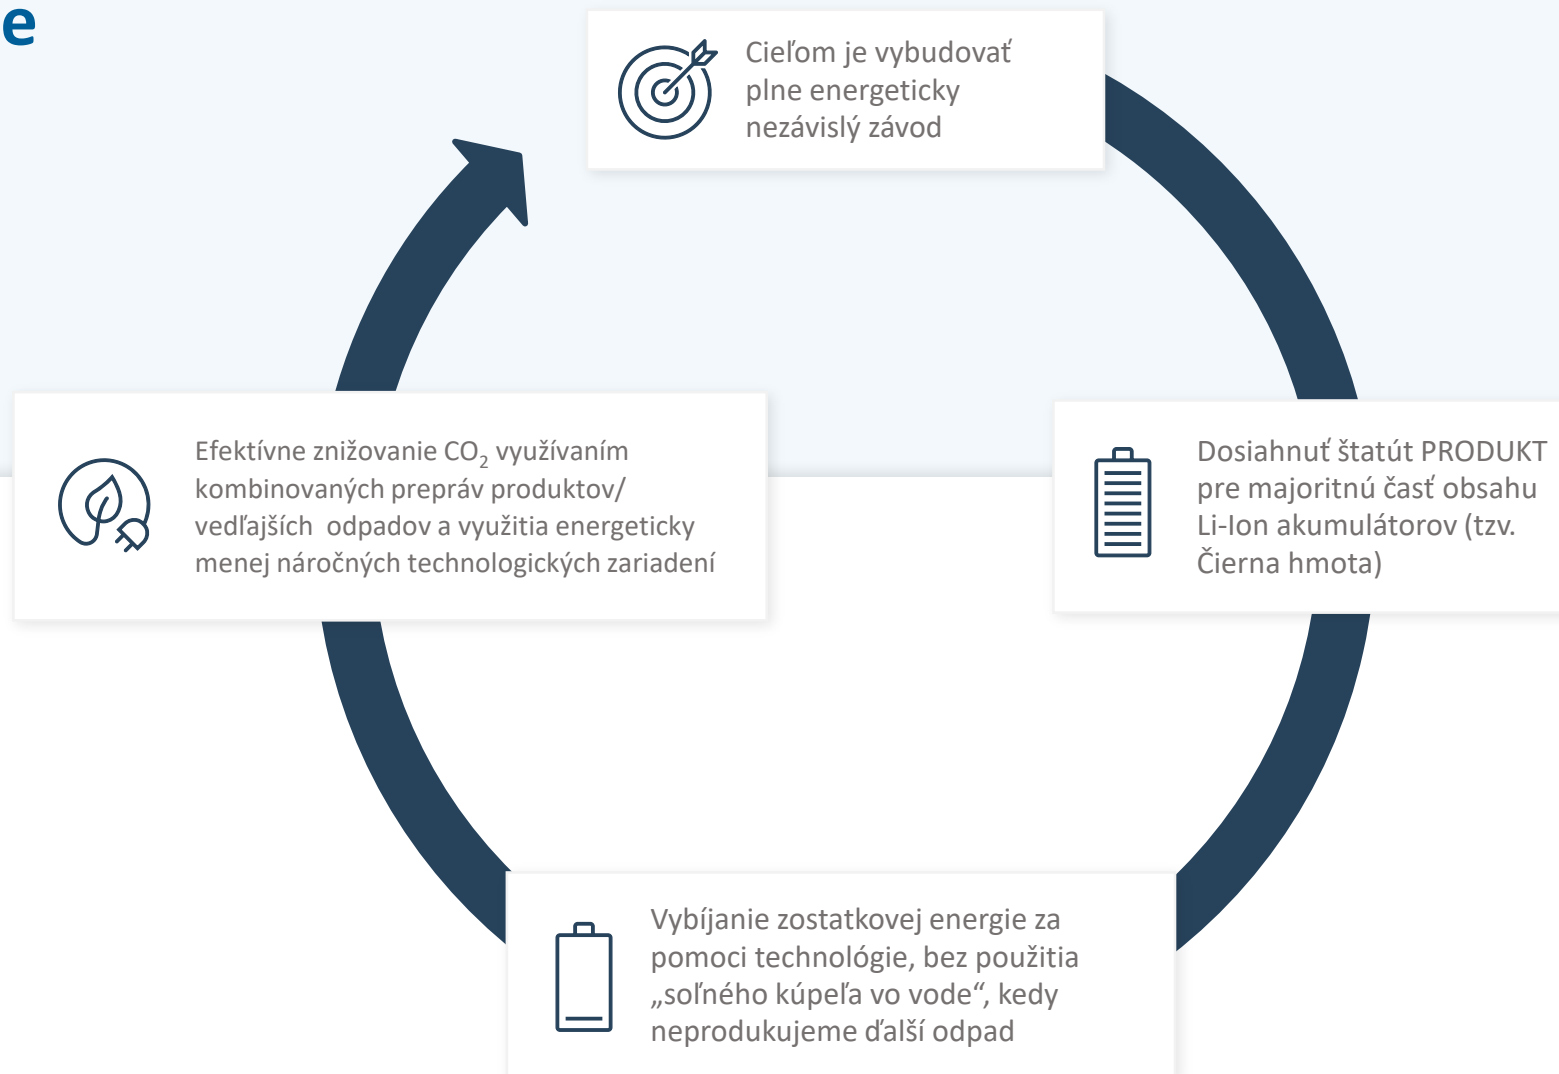 e
Cieľom je vybudovať
plne energeticky
nezávislý závod
Efektívne znižovanie CO₂ využívaním
kombinovaných prepráv produktov/
vedľajších odpadov a využitia energeticky
menej náročných technologických zariadení
Dosiahnuť štatút PRODUKT
pre majoritnú časť obsahu
Li-Ion akumulátorov (tzv.
Čierna hmota)
Vybíjanie zostatkovej energie za
pomoci technológie, bez použitia
„soľného kúpeľa vo vode“, kedy
neprodukujeme ďalší odpad